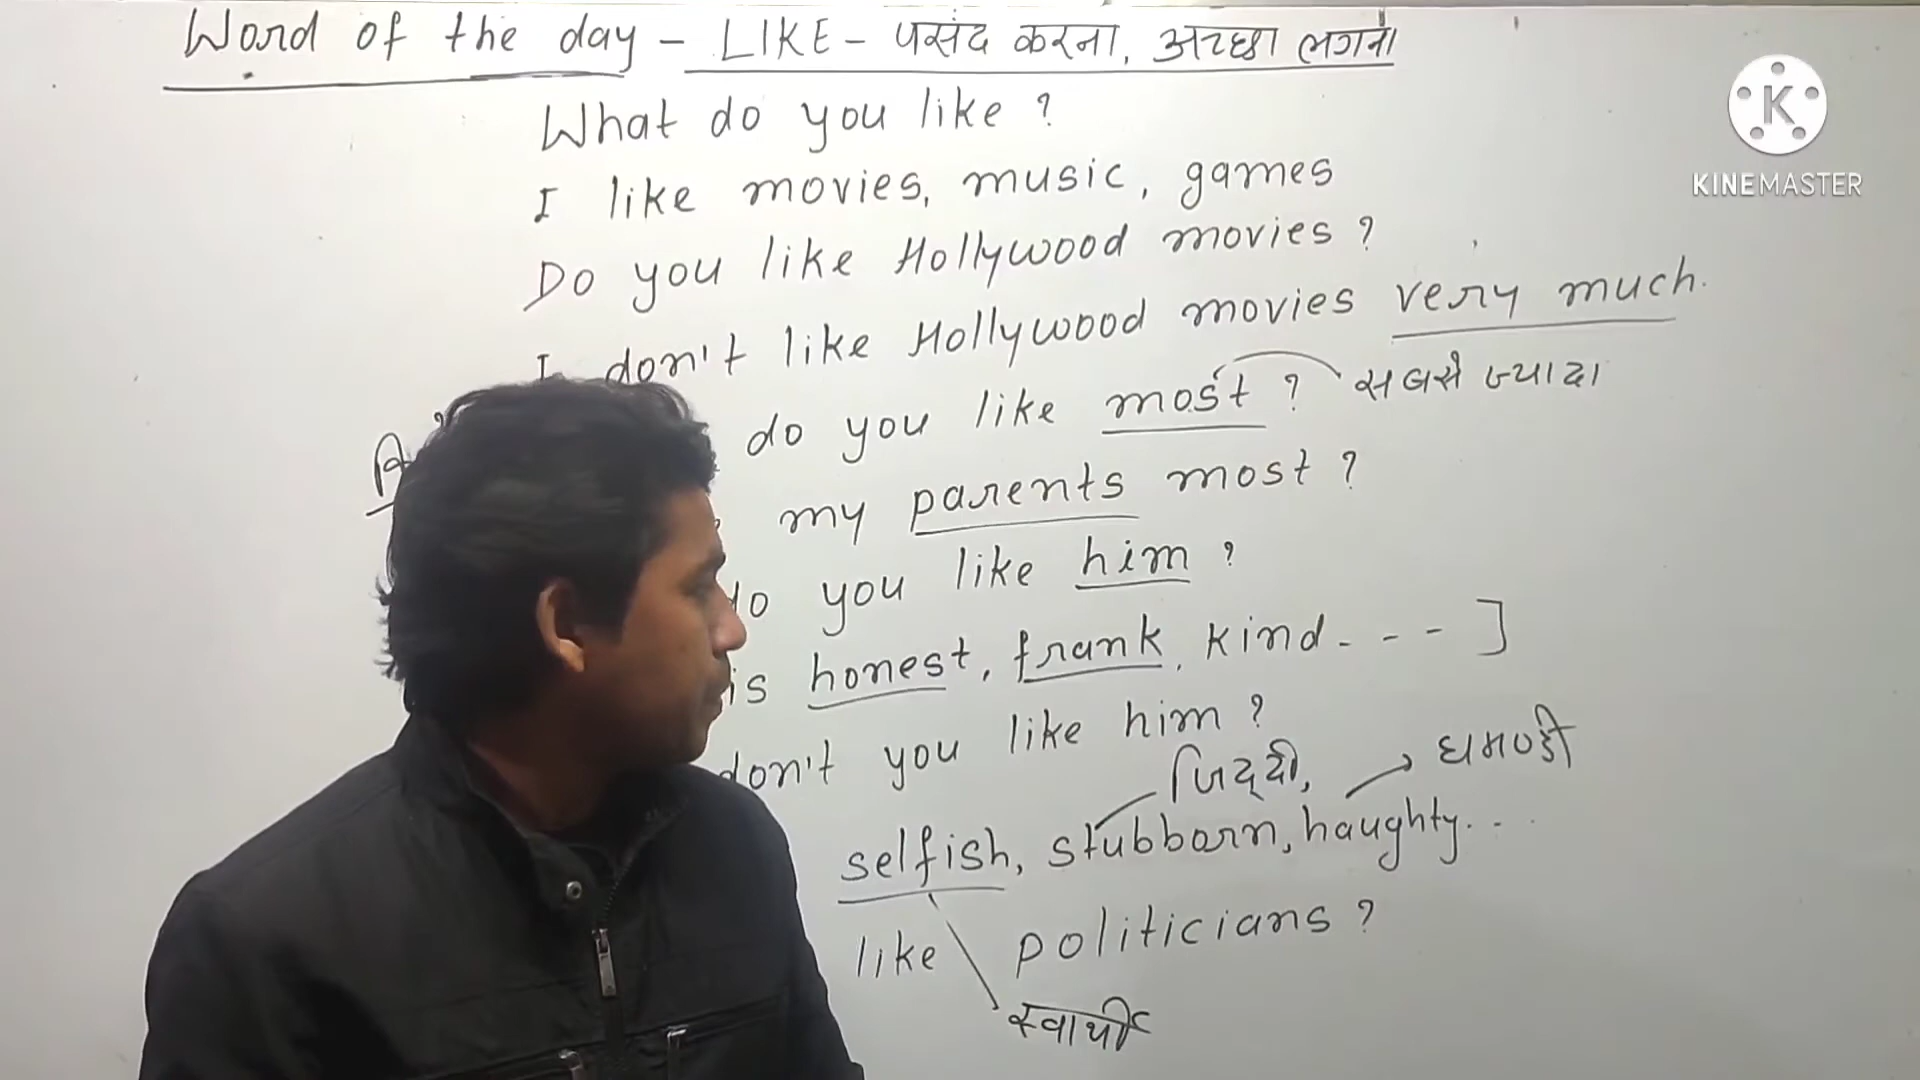 Word of the day - LIKE - पसंद करना, अच्छा लगना
What do you like ?
I like movies, music, games
Do you like Hollywood movies ?
I don't like Hollywood movies very much.
do you like most ? सबसे ज्यादा
my parents most ?
do you like him ?
is honest, frank, kind - - - ]
don't you like him ?
जिद्दी, घमण्डी
selfish, stubborn, haughty...
like politicians ?
स्वार्थी
K
KINEMASTER